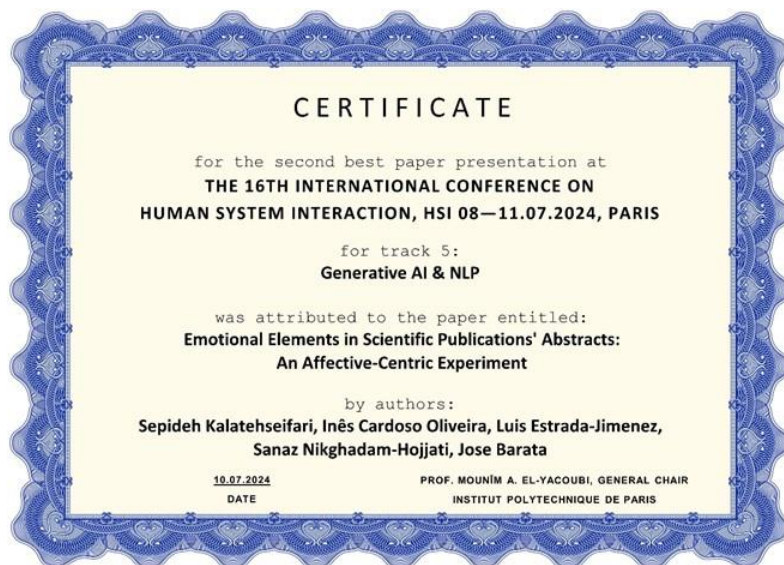 CERTIFICATE
for the second best paper presentation at
THE 16TH INTERNATIONAL CONFERENCE ON
HUMAN SYSTEM INTERACTION, HSI 08—11.07.2024, PARIS
for track 5:
Generative AI & NLP
was attributed to the paper entitled:
Emotional Elements in Scientific Publications' Abstracts:
An Affective-Centric Experiment
by authors:
Sepideh Kalatehseifari, Inês Cardoso Oliveira, Luis Estrada-Jimenez,
Sanaz Nikghadam-Hojjati, Jose Barata
10.07.2024
DATE
PROF. MOUNÎM A. EL-YACOUBI, GENERAL CHAIR
INSTITUT POLYTECHNIQUE DE PARIS